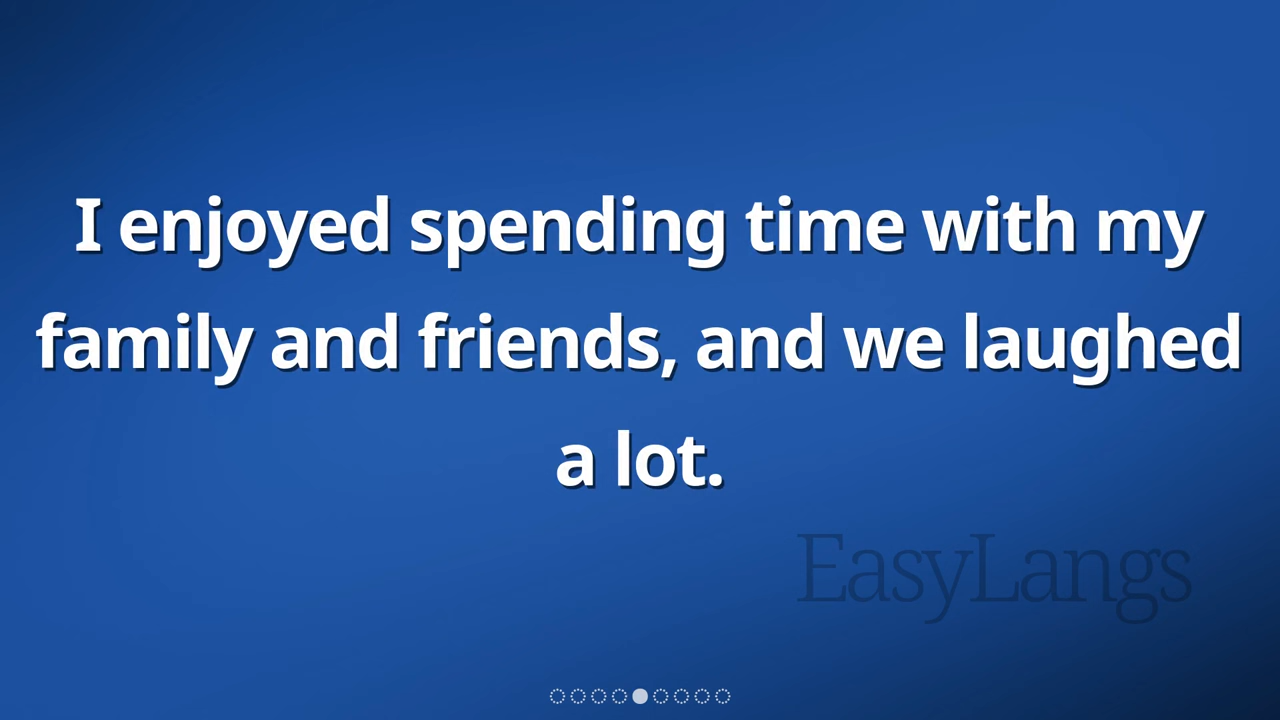 I enjoyed spending time with my
family and friends, and we laughed
a lot.
EasyLangs